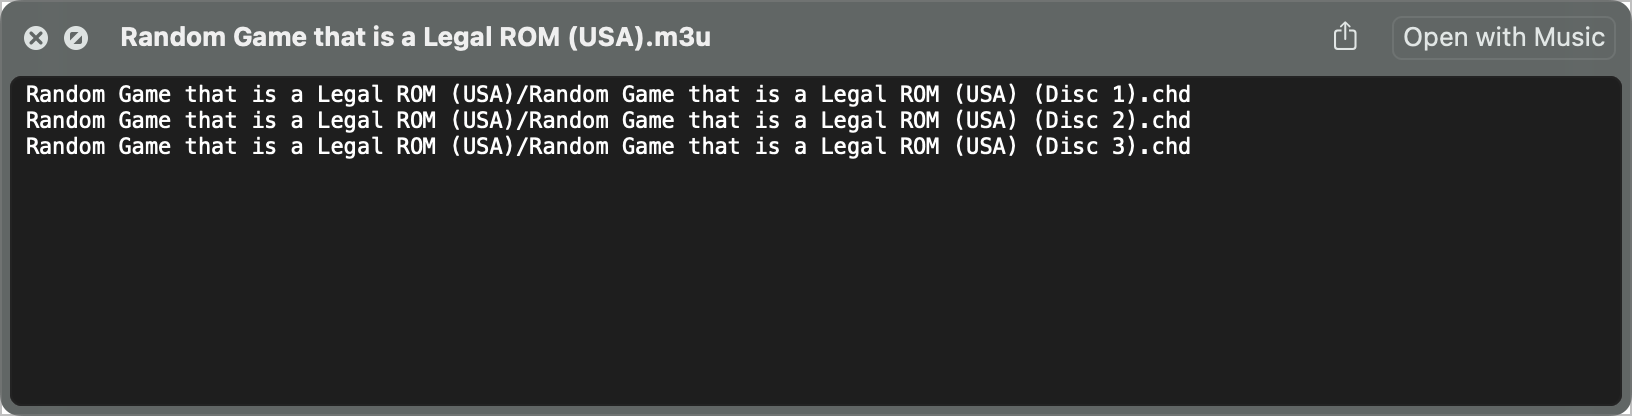 Random Game that is a Legal ROM (USA).m3u
Open with Music
Random Game that is a Legal ROM (USA)/Random Game that is a Legal ROM (USA) (Disc 1).chd
Random Game that is a Legal ROM (USA)/Random Game that is a Legal ROM (USA) (Disc 2).chd
Random Game that is a Legal ROM (USA)/Random Game that is a Legal ROM (USA) (Disc 3).chd